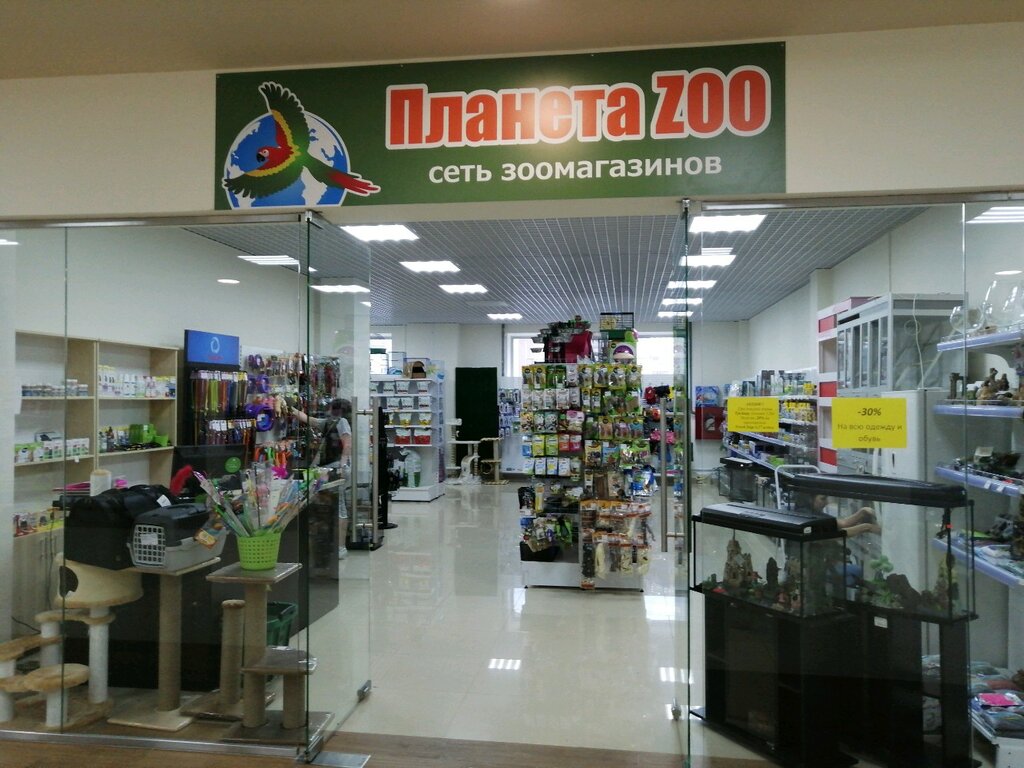 Планета ZOO
сеть зоомагазинов
-30%
На всю одежду и
обувь